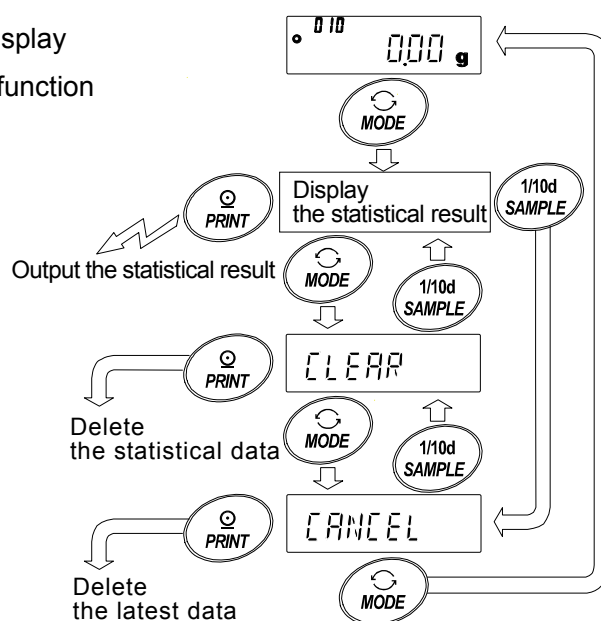 splay
function
010
0.00 g
MODE
Display
the statistical result
PRINT
1/10d
SAMPLE
Output the statistical result
MODE
1/10d
SAMPLE
PRINT
CLEAR
Delete
the statistical data
MODE
1/10d
SAMPLE
PRINT
CANCEL
Delete
the latest data
MODE